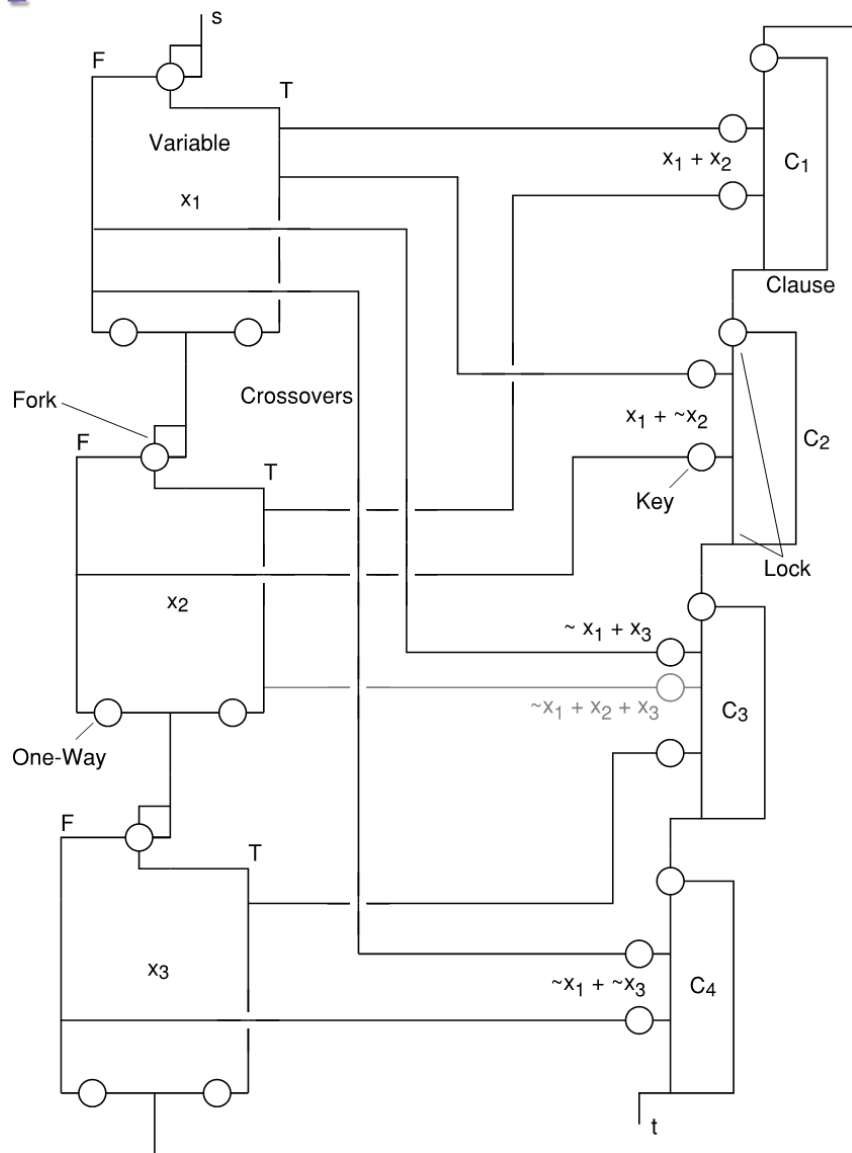 s
F
T
Variable
x₁
x₁ + x₂
C₁
Clause
Crossovers
Fork
F
T
x₁ + ~x₂
C₂
Key
Lock
x₂
~ x₁ + x₃
~x₁ + x₂ + x₃
C₃
One-Way
F
T
x₃
~x₁ + ~x₃
C₄
t